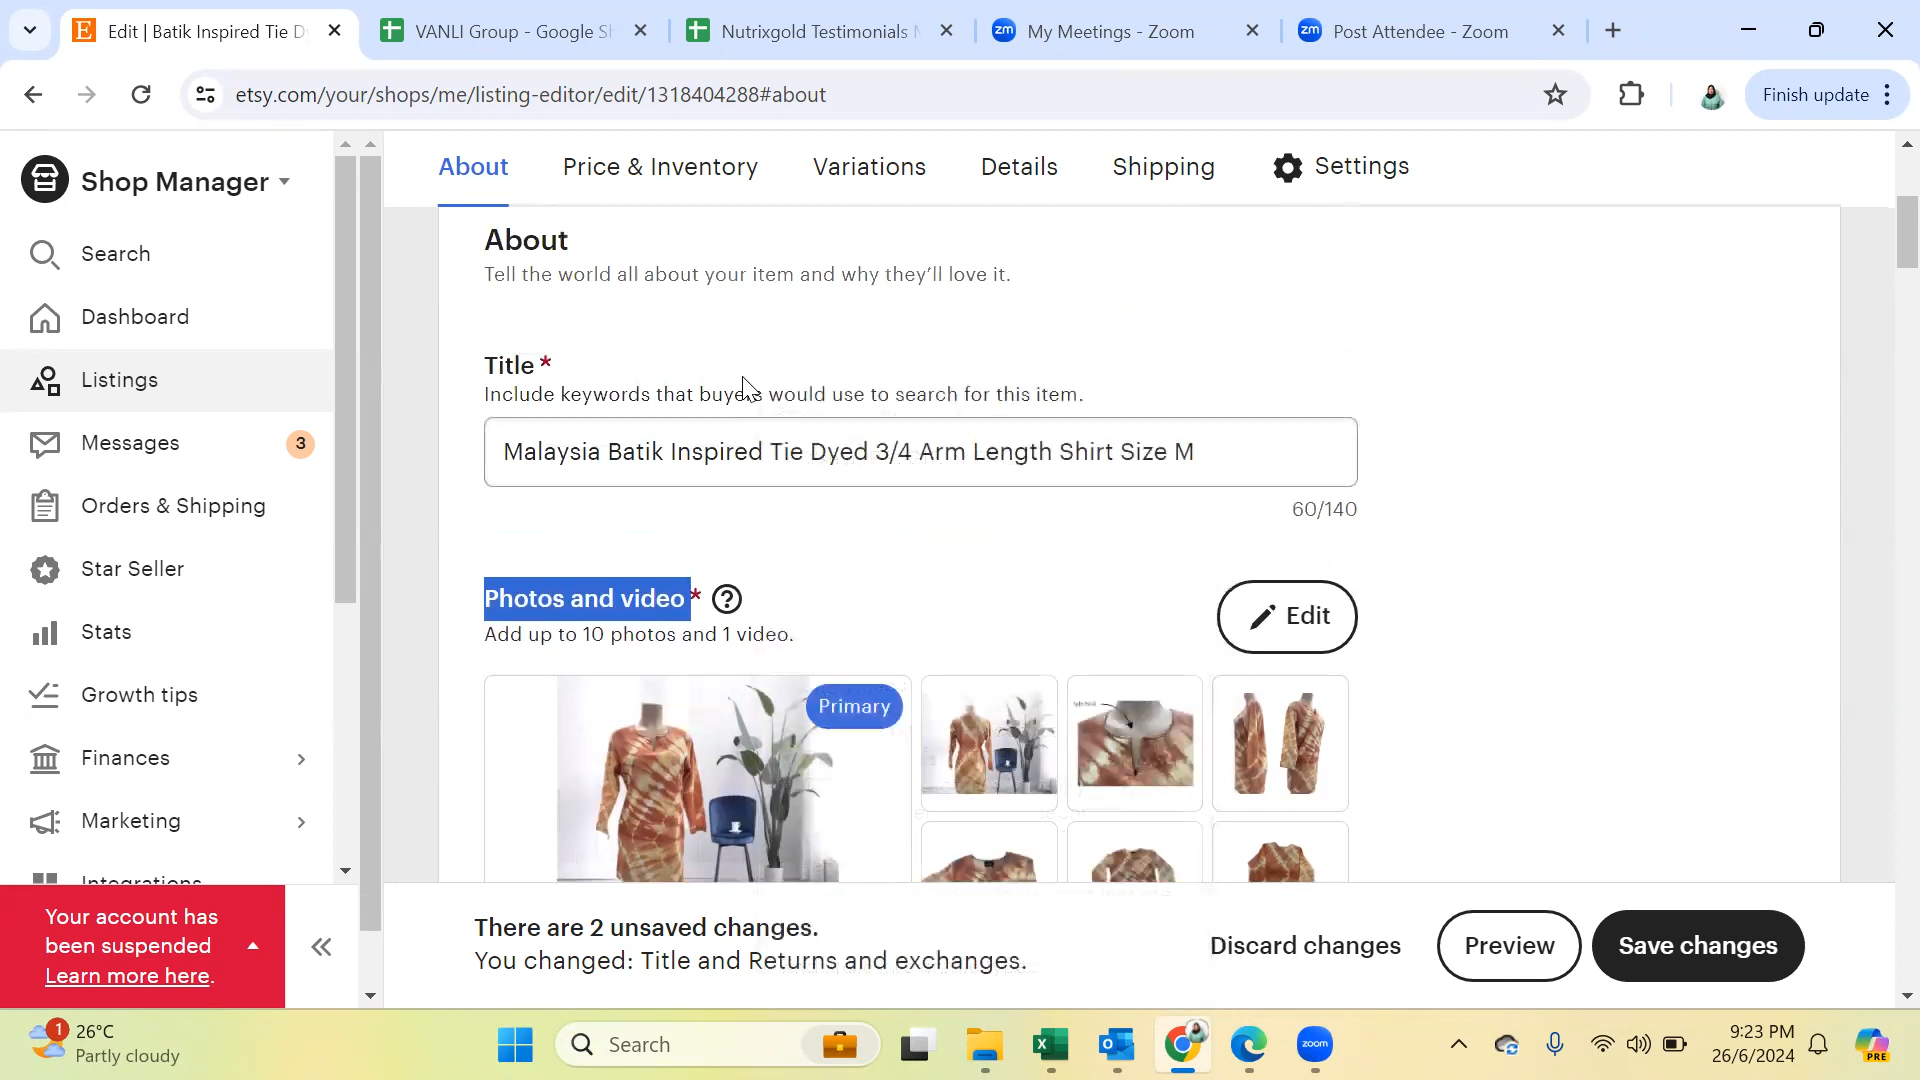 Edit | Batik Inspired Tie D
VANLI Group - Google Sh
Nutrixgold Testimonials
My Meetings - Zoom
Post Attendee - Zoom
etsy.com/your/shops/me/listing-editor/edit/1318404288#about
Finish update
Shop Manager
Search
Dashboard
Listings
Messages
3
Orders & Shipping
Star Seller
Stats
Growth tips
Finances
Marketing
Integrations
Your account has
been suspended
Learn more here.
About
Price & Inventory
Variations
Details
Shipping
Settings
About
Tell the world all about your item and why they'll love it.
Title *
Include keywords that buyers would use to search for this item.
Malaysia Batik Inspired Tie Dyed 3/4 Arm Length Shirt Size M
60/140
Photos and video *
Add up to 10 photos and 1 video.
Edit
Primary
There are 2 unsaved changes.
You changed: Title and Returns and exchanges.
Discard changes
Preview
Save changes
1
26°C
Partly cloudy
Search
zoom
9:23 PM
26/6/2024
PRE